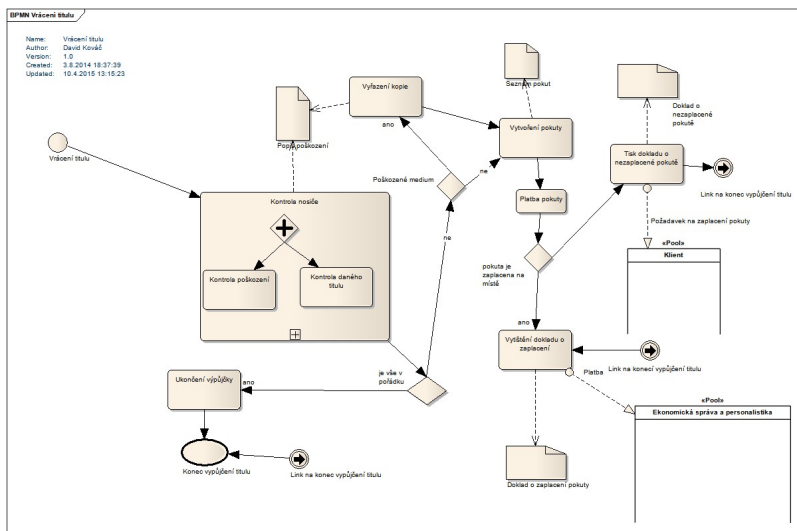 BPMN Vrácení titulu
Name: Vrácení titulu
Author: David Kováč
Version: 1.0
Created: 3.8.2014 18:37:39
Updated: 10.4.2015 13:15:23
Vrácení titulu
Popis poškození
Vyřazení kopie
ano
Seznam pokut
Vytvoření pokuty
Doklad o
nezaplacené
pokutě
Tisk dokladu o
nezaplacené pokutě
Link na konec vypůjčení titulu
Poškozené medium
ne
Platba pokuty
Požadavek na zaplacení pokuty
«Pool»
Klient
Kontrola nosiče
Kontrola poškození
Kontrola daného
titulu
ne
pokuta je
zaplacena na
místě
ano
Vytištění dokladu o
zaplacení
Link na konecí vypůjčení titulu
Platba
«Pool»
Ekonomická správa a personalistika
je vše v
pořádku
ano
Ukončení výpůjčky
Konec vypůjčení titulu
Link na konec vypůjčení titulu
Doklad o zaplacení pokuty